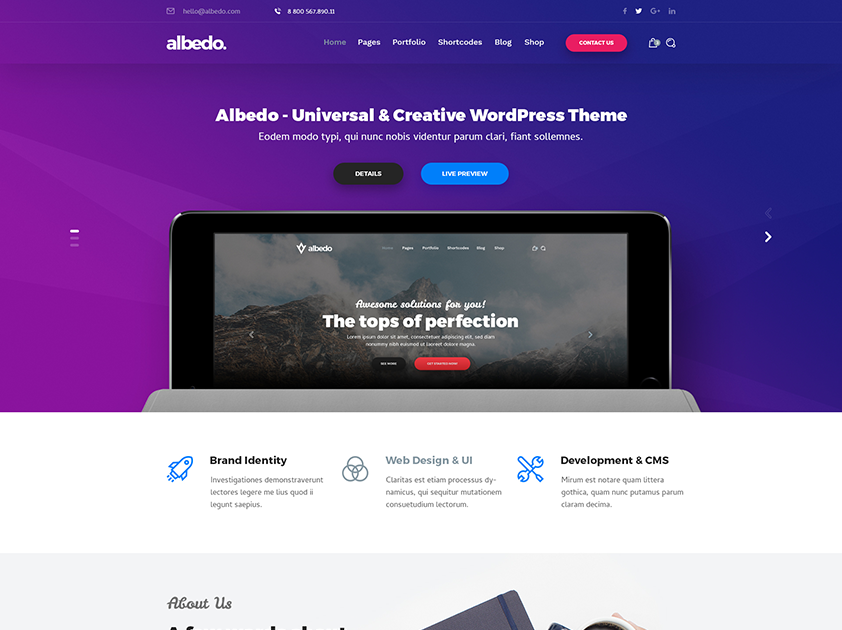 hello@albedo.com
8 800 567.890.11
albedo.
Home Pages Portfolio Shortcodes Blog Shop CONTACT US
Albedo - Universal & Creative WordPress Theme
Eodem modo typi, qui nunc nobis videntur parum clari, fiant sollemnes.
DETAILS LIVE PREVIEW
albedo Home Pages Portfolio Shortcodes Blog Shop
Awesome solutions for you!
The tops of perfection
Lorem ipsum dolor sit amet, consectetuer adipiscing elit, sed diam
nonummy nibh euismod ut laoreet dolore magna.
SEE MORE GET STARTED NOW!
Brand Identity
Investigationes demonstraverunt
lectores legere me lius quod ii
legunt saepius.
Web Design & UI
Claritas est etiam processus dy-
namicus, qui sequitur mutationem
consuetudium lectorum.
Development & CMS
Mirum est notare quam littera
gothica, quam nunc putamus parum
claram decima.
About Us